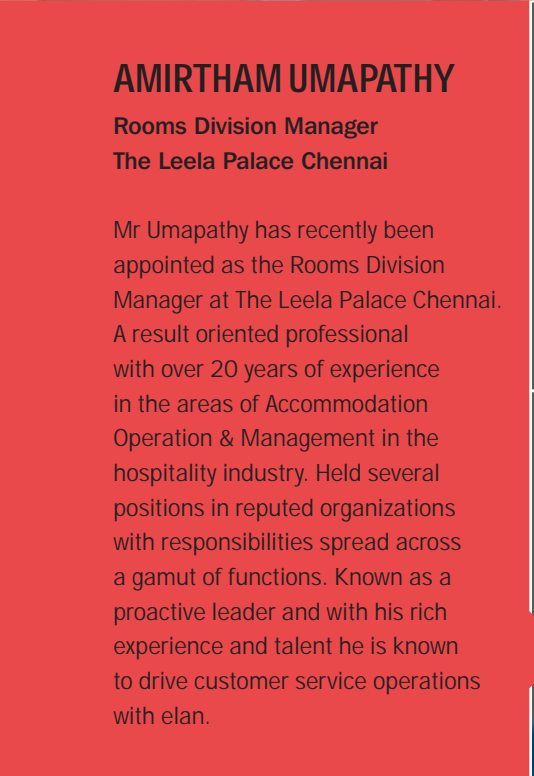 AMIRTHAM UMAPATHY
Rooms Division Manager
The Leela Palace Chennai
Mr Umapathy has recently been
appointed as the Rooms Division
Manager at The Leela Palace Chennai.
A result oriented professional
with over 20 years of experience
in the areas of Accommodation
Operation & Management in the
hospitality industry. Held several
positions in reputed organizations
with responsibilities spread across
a gamut of functions. Known as a
proactive leader and with his rich
experience and talent he is known
to drive customer service operations
with elan.